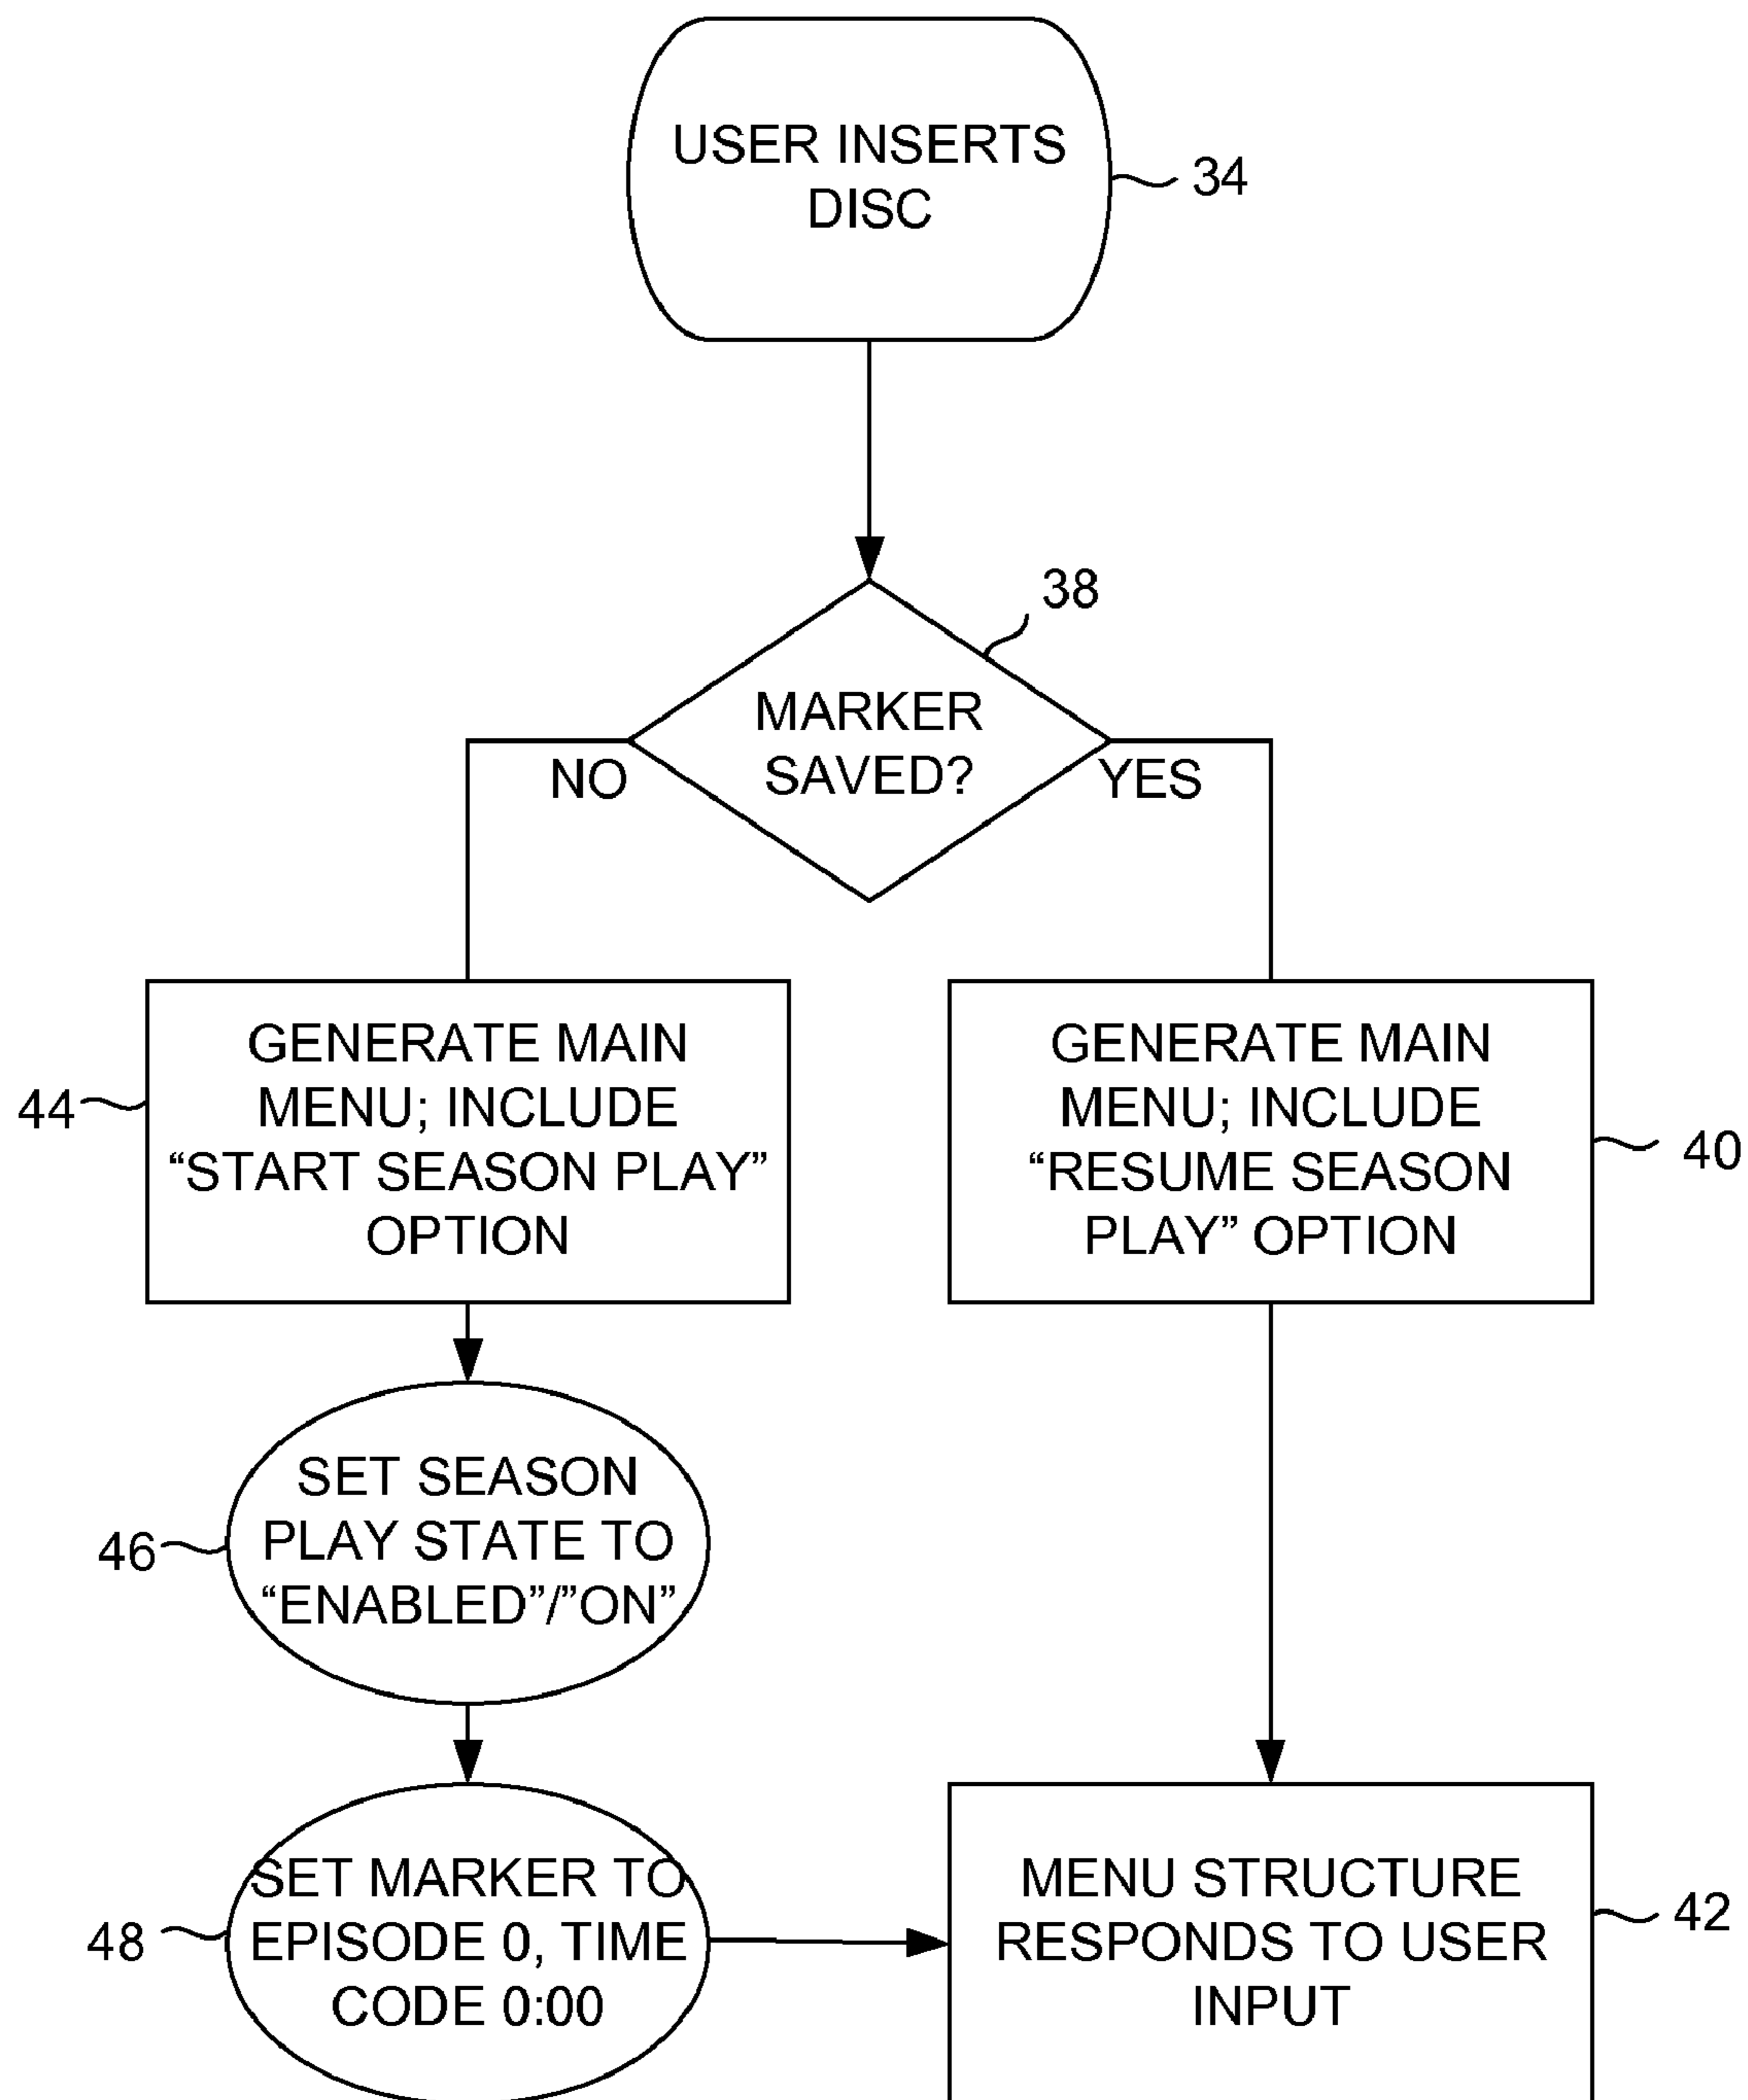 USER INSERTS
DISC
34
38
MARKER
SAVED?
NO
YES
GENERATE MAIN
MENU; INCLUDE
“START SEASON PLAY”
OPTION
44
GENERATE MAIN
MENU; INCLUDE
“RESUME SEASON
PLAY” OPTION
40
SET SEASON
PLAY STATE TO
“ENABLED”/”ON”
46
SET MARKER TO
EPISODE 0, TIME
CODE 0:00
48
MENU STRUCTURE
RESPONDS TO USER
INPUT
42